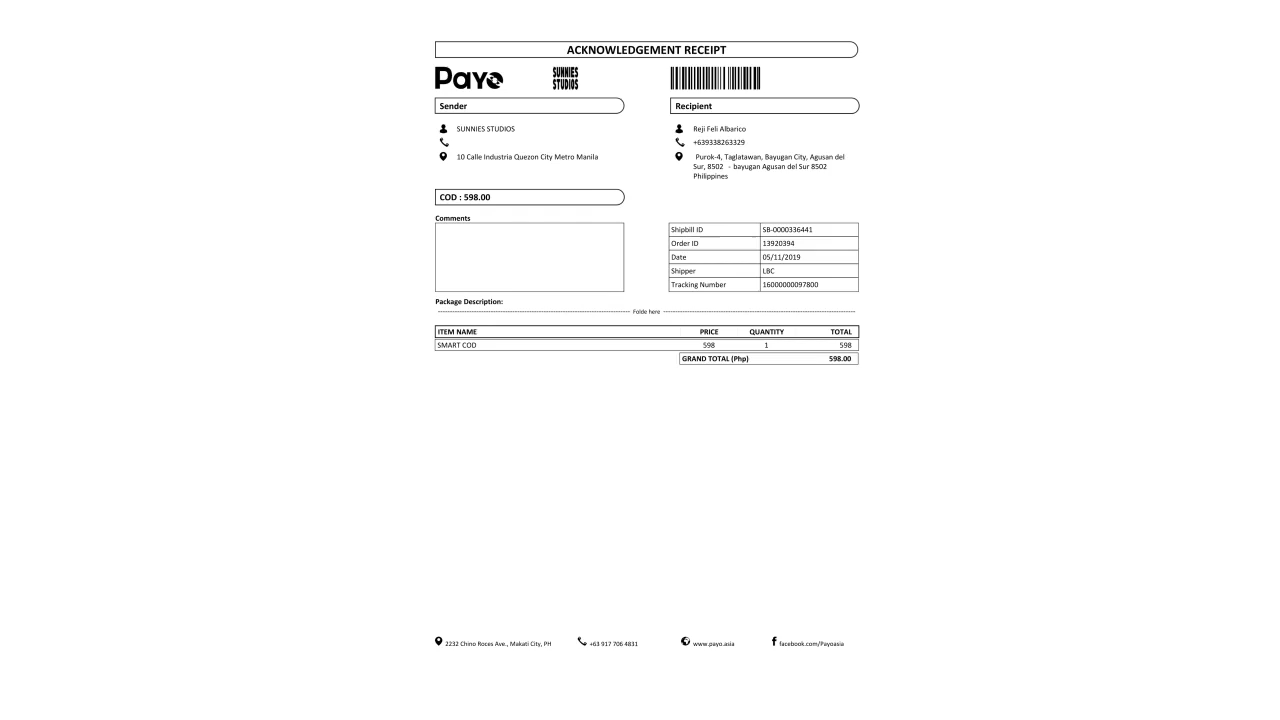 ACKNOWLEDGEMENT RECEIPT
Payo
SUNNIES
STUDIOS
Sender
SUNNIES STUDIOS
10 Calle Industria Quezon City Metro Manila
Recipient
Reji Feli Albarico
+639338263329
Purok-4, Taglatawan, Bayugan City, Agusan del
Sur, 8502 - bayugan Agusan del Sur 8502
Philippines
COD : 598.00
Comments
Shipbill ID SB-0000336441
Order ID 13920394
Date 05/11/2019
Shipper LBC
Tracking Number 16000000097800
Package Description:
Folde here
ITEM NAME PRICE QUANTITY TOTAL
SMART COD 598 1 598
GRAND TOTAL (Php) 598.00
2232 Chino Roces Ave., Makati City, PH +63 917 706 4831 www.payo.asia facebook.com/Payoasia